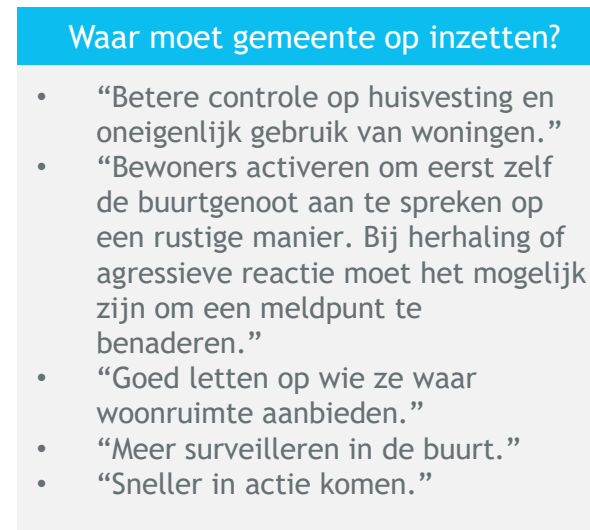 Waar moet gemeente op inzetten?
• “Betere controle op huisvesting en
oneigenlijk gebruik van woningen.”
• “Bewoners activeren om eerst zelf
de buurtgenoot aan te spreken op
een rustige manier. Bij herhaling of
agressieve reactie moet het mogelijk
zijn om een meldpunt te
benaderen.”
• “Goed letten op wie ze waar
woonruimte aanbieden.”
• “Meer surveilleren in de buurt.”
• “Sneller in actie komen.”